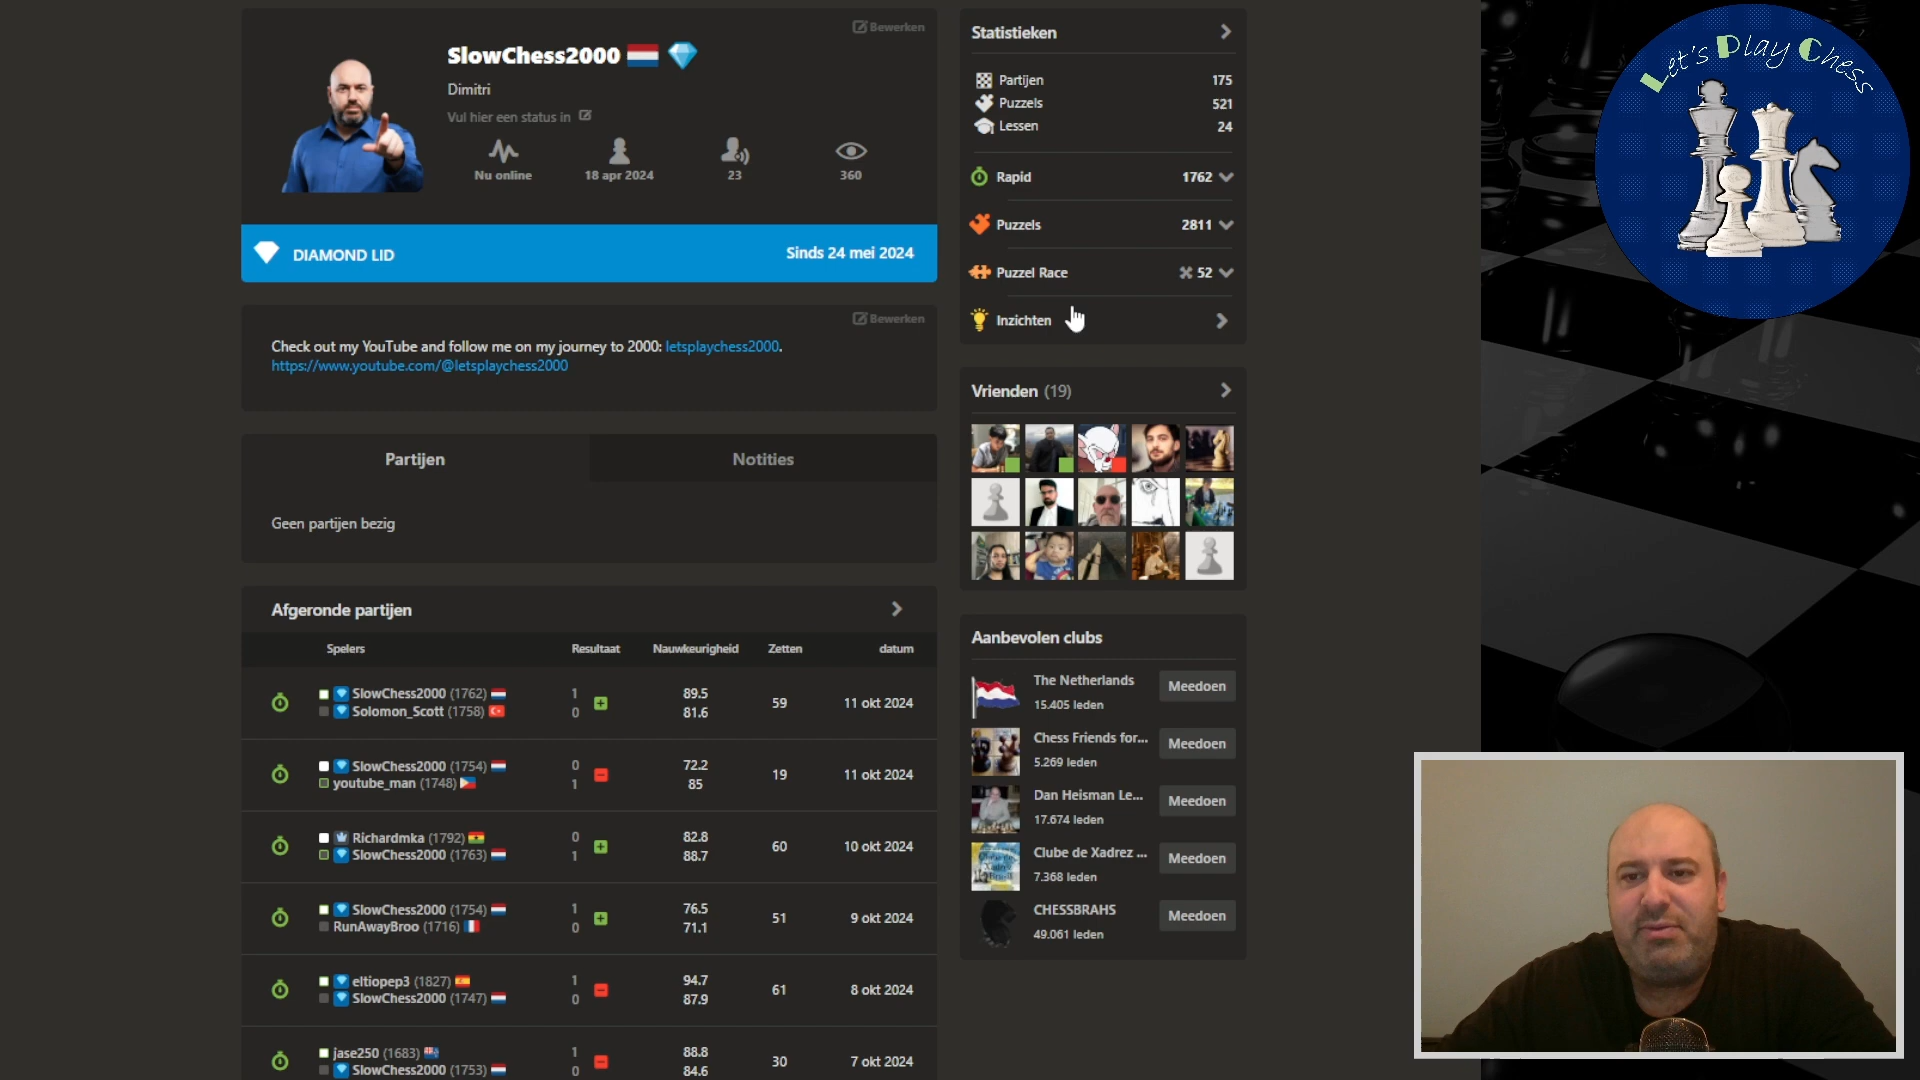 Bewerken
SlowChess2000
Dimitri
Vul hier een status in
Nu online
18 apr 2024
23
360
DIAMOND LID
Sinds 24 mei 2024
Bewerken
Check out my YouTube and follow me on my journey to 2000: letsplaychess2000.
https://www.youtube.com/@letsplaychess2000
Partijen
Notities
Geen partijen bezig
Afgeronde partijen
Spelers Resultaat Nauwkeurigheid Zetten datum
SlowChess2000 (1762) 1 89.5
Solomon_Scott (1758) 0 81.6
59 11 okt 2024
SlowChess2000 (1754) 0 72.2
youtube_man (1748) 1 85
19 11 okt 2024
Richardmka (1792) 0 82.8
SlowChess2000 (1763) 1 88.7
60 10 okt 2024
SlowChess2000 (1754) 1 76.5
RunAwayBroo (1716) 0 71.1
51 9 okt 2024
eltiopep3 (1827) 1 94.7
SlowChess2000 (1747) 0 87.9
61 8 okt 2024
jase250 (1683) 1 88.8
SlowChess2000 (1753) 0 84.6
30 7 okt 2024
Statistieken
Partijen 175
Puzzels 521
Lessen 24
Rapid 1762
Puzzels 2811
Puzzel Race 52
Inzichten
Vrienden (19)
Aanbevolen clubs
The Netherlands
15.405 leden
Meedoen
Chess Friends for...
5.269 leden
Meedoen
Dan Heisman Le...
17.674 leden
Meedoen
Clube de Xadrez ...
7.368 leden
Meedoen
CHESSBRAHS
49.061 leden
Meedoen
Let's Play Chess